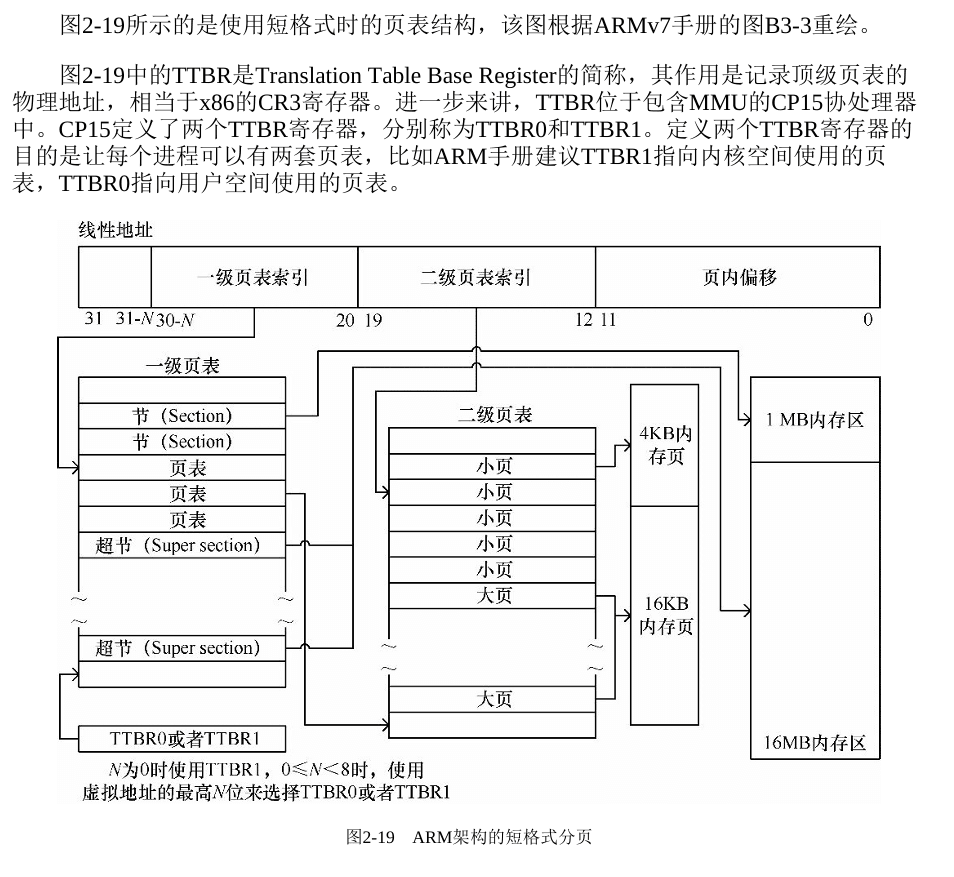 图2-19所示的是使用短格式时的页表结构，该图根据ARMv7手册的图B3-3重绘。
图2-19中的TTBR是Translation Table Base Register的简称，其作用是记录顶级页表的
物理地址，相当于x86的CR3寄存器。进一步来讲，TTBR位于包含MMU的CP15协处理器
中。CP15定义了两个TTBR寄存器，分别称为TTBR0和TTBR1。定义两个TTBR寄存器的
目的是让每个进程可以有两套页表，比如ARM手册建议TTBR1指向内核空间使用的页
表，TTBR0指向用户空间使用的页表。
线性地址
一级页表索引
二级页表索引
页内偏移
31 31-N 30-N 20 19 12 11 0
一级页表
节（Section）
节（Section）
页表
页表
页表
超节（Super section）
超节（Super section）
TTBR0或者TTBR1
二级页表
小页
小页
小页
小页
小页
大页
大页
4KB内
存页
16KB
内存页
1 MB内存区
16MB内存区
N为0时使用TTBR1，0≤N<8时，使用
虚拟地址的最高N位来选择TTBR0或者TTBR1
图2-19 ARM架构的短格式分页